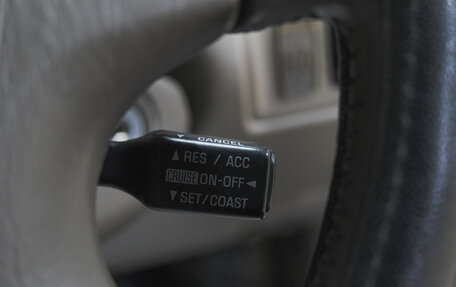 ▼ CANCEL
▲ RES / ACC
CRUISE ON-OFF ◄
▼ SET/COAST